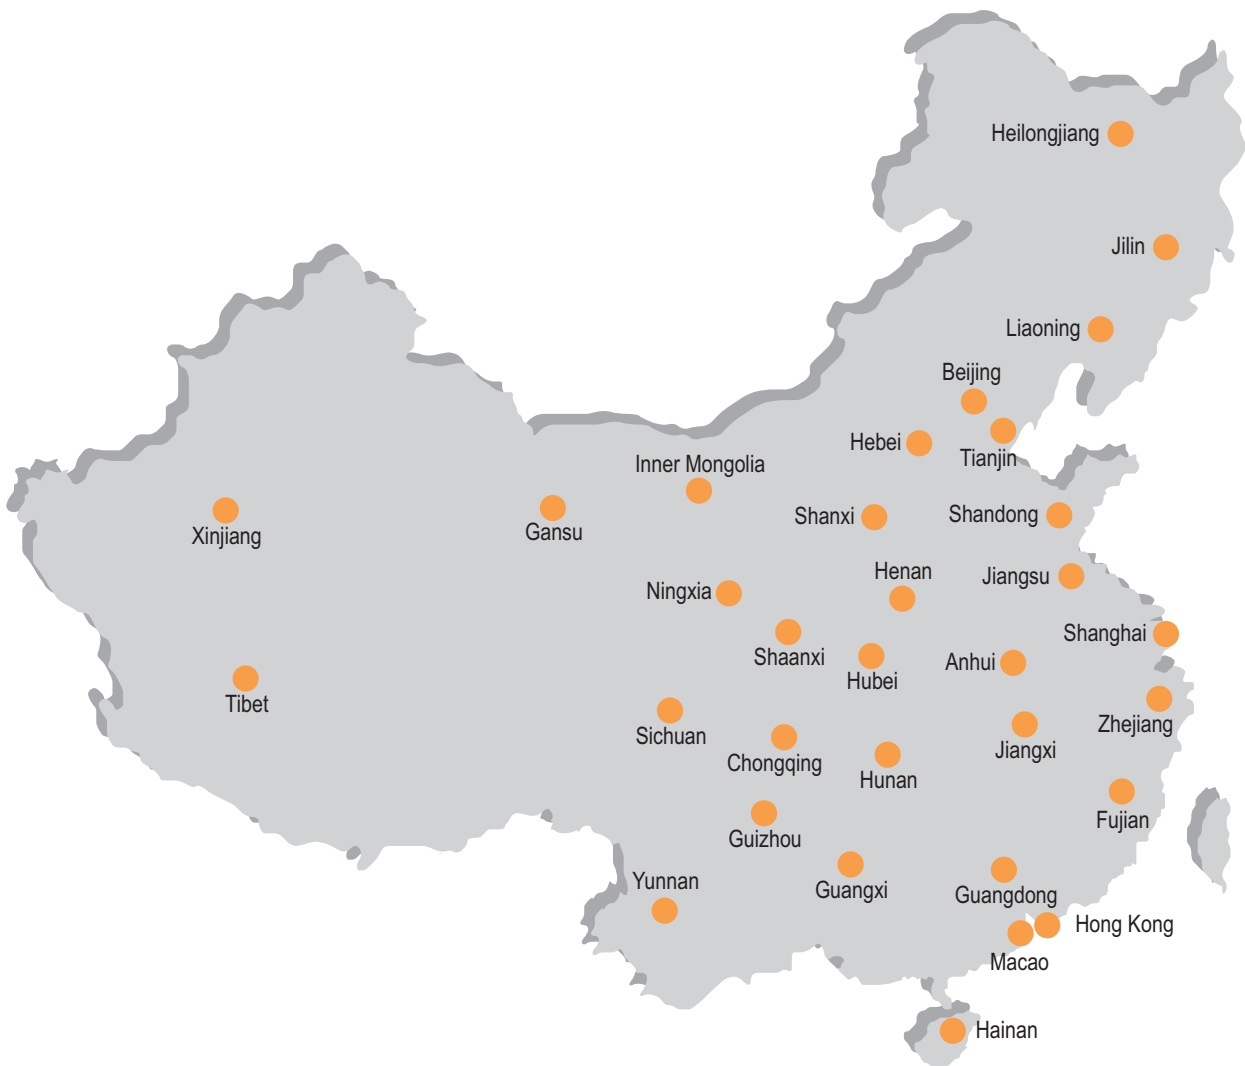 Heilongjiang
Jilin
Liaoning
Beijing
Hebei
Tianjin
Inner Mongolia
Xinjiang
Gansu
Shanxi
Shandong
Henan
Jiangsu
Ningxia
Shanghai
Shaanxi
Hubei
Anhui
Tibet
Sichuan
Zhejiang
Chongqing
Hunan
Jiangxi
Guizhou
Fujian
Yunnan
Guangxi
Guangdong
Hong Kong
Macao
Hainan